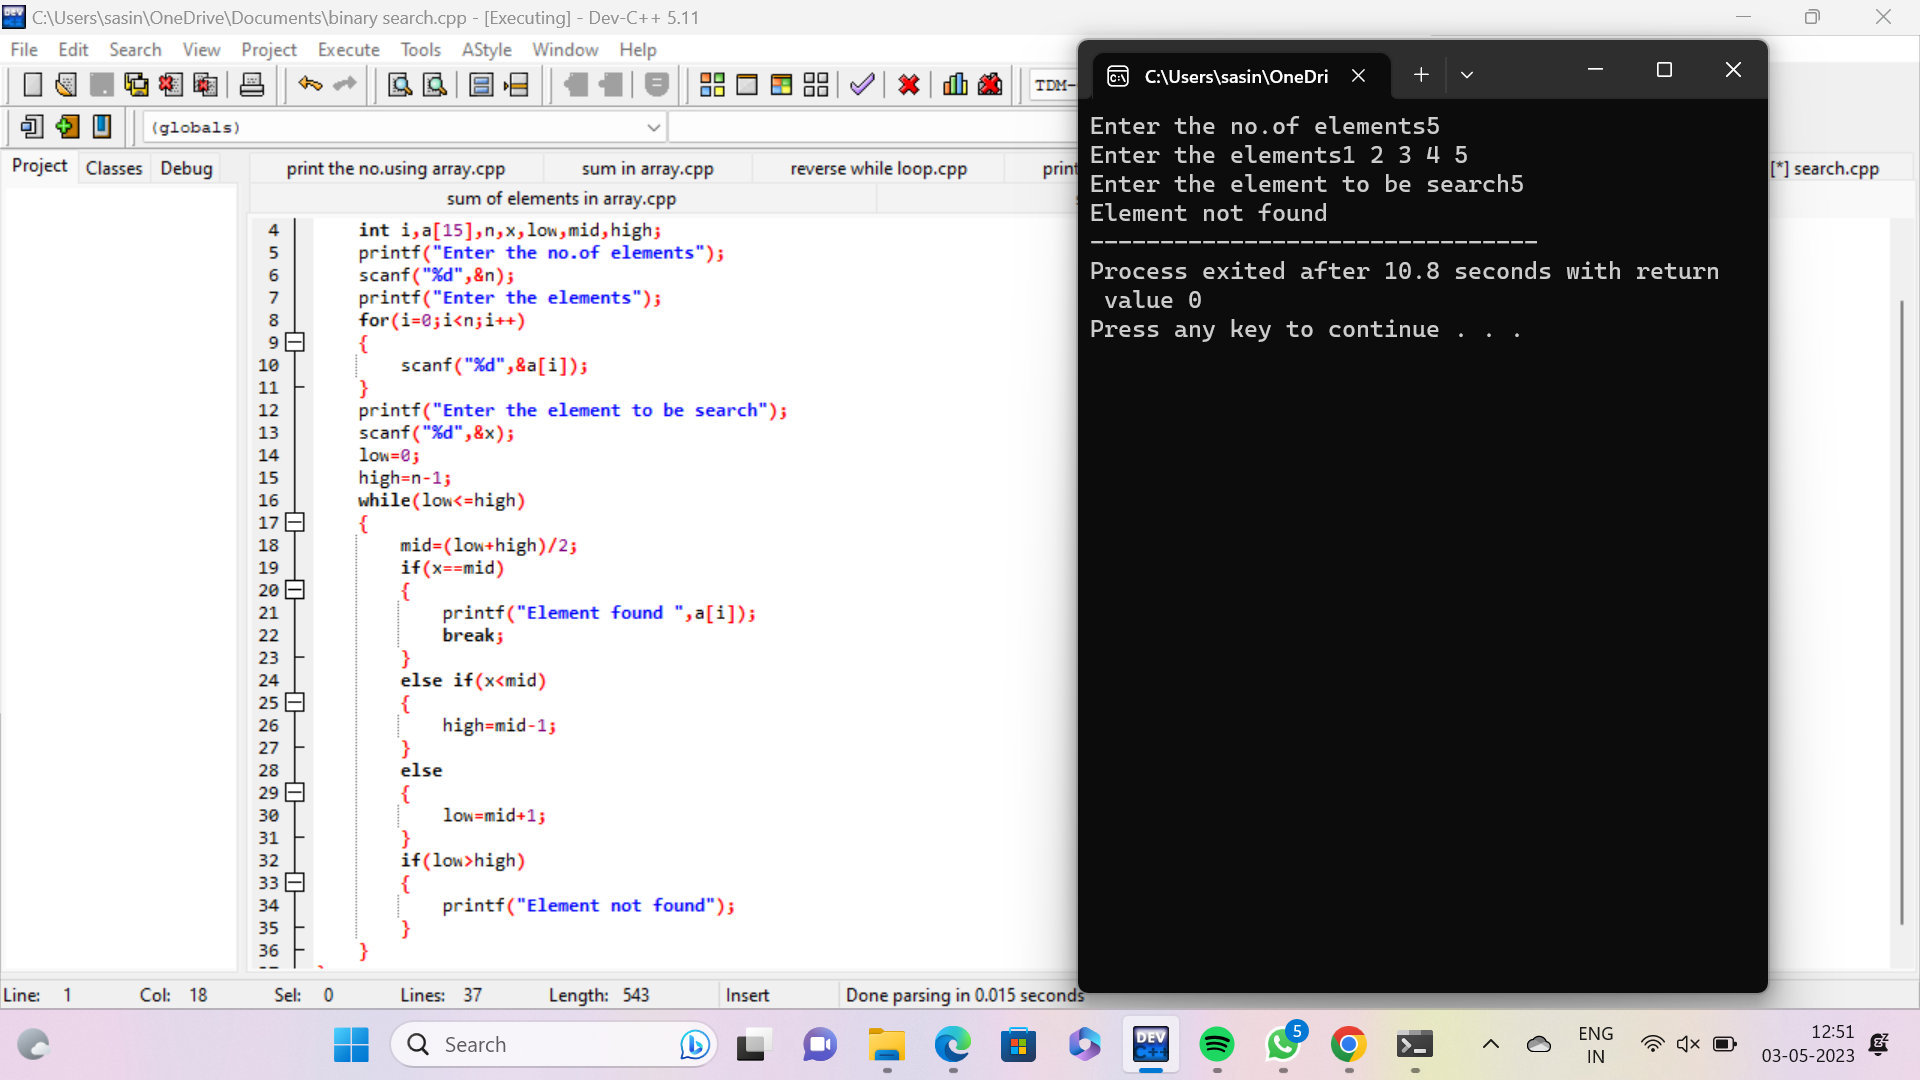 C:\Users\sasin\OneDrive\Documents\binary search.cpp - [Executing] - Dev-C++ 5.11
File Edit Search View Project Execute Tools AStyle Window Help
TDM-
(globals)
Project Classes Debug
print the no.using array.cpp sum in array.cpp reverse while loop.cpp print [*] search.cpp
sum of elements in array.cpp
4 int i,a[15],n,x,low,mid,high;
5 printf("Enter the no.of elements");
6 scanf("%d",&n);
7 printf("Enter the elements");
8 for(i=0;i<n;i++)
9 {
10 scanf("%d",&a[i]);
11 }
12 printf("Enter the element to be search");
13 scanf("%d",&x);
14 low=0;
15 high=n-1;
16 while(low<=high)
17 {
18 mid=(low+high)/2;
19 if(x==mid)
20 {
21 printf("Element found ",a[i]);
22 break;
23 }
24 else if(x<mid)
25 {
26 high=mid-1;
27 }
28 else
29 {
30 low=mid+1;
31 }
32 if(low>high)
33 {
34 printf("Element not found");
35 }
36 }
C:\Users\sasin\OneDri
Enter the no.of elements5
Enter the elements1 2 3 4 5
Enter the element to be search5
Element not found
--------------------------------
Process exited after 10.8 seconds with return
value 0
Press any key to continue . . .
Line: 1 Col: 18 Sel: 0 Lines: 37 Length: 543 Insert Done parsing in 0.015 seconds
Search
DEV
C++
5
ENG
IN
12:51
03-05-2023